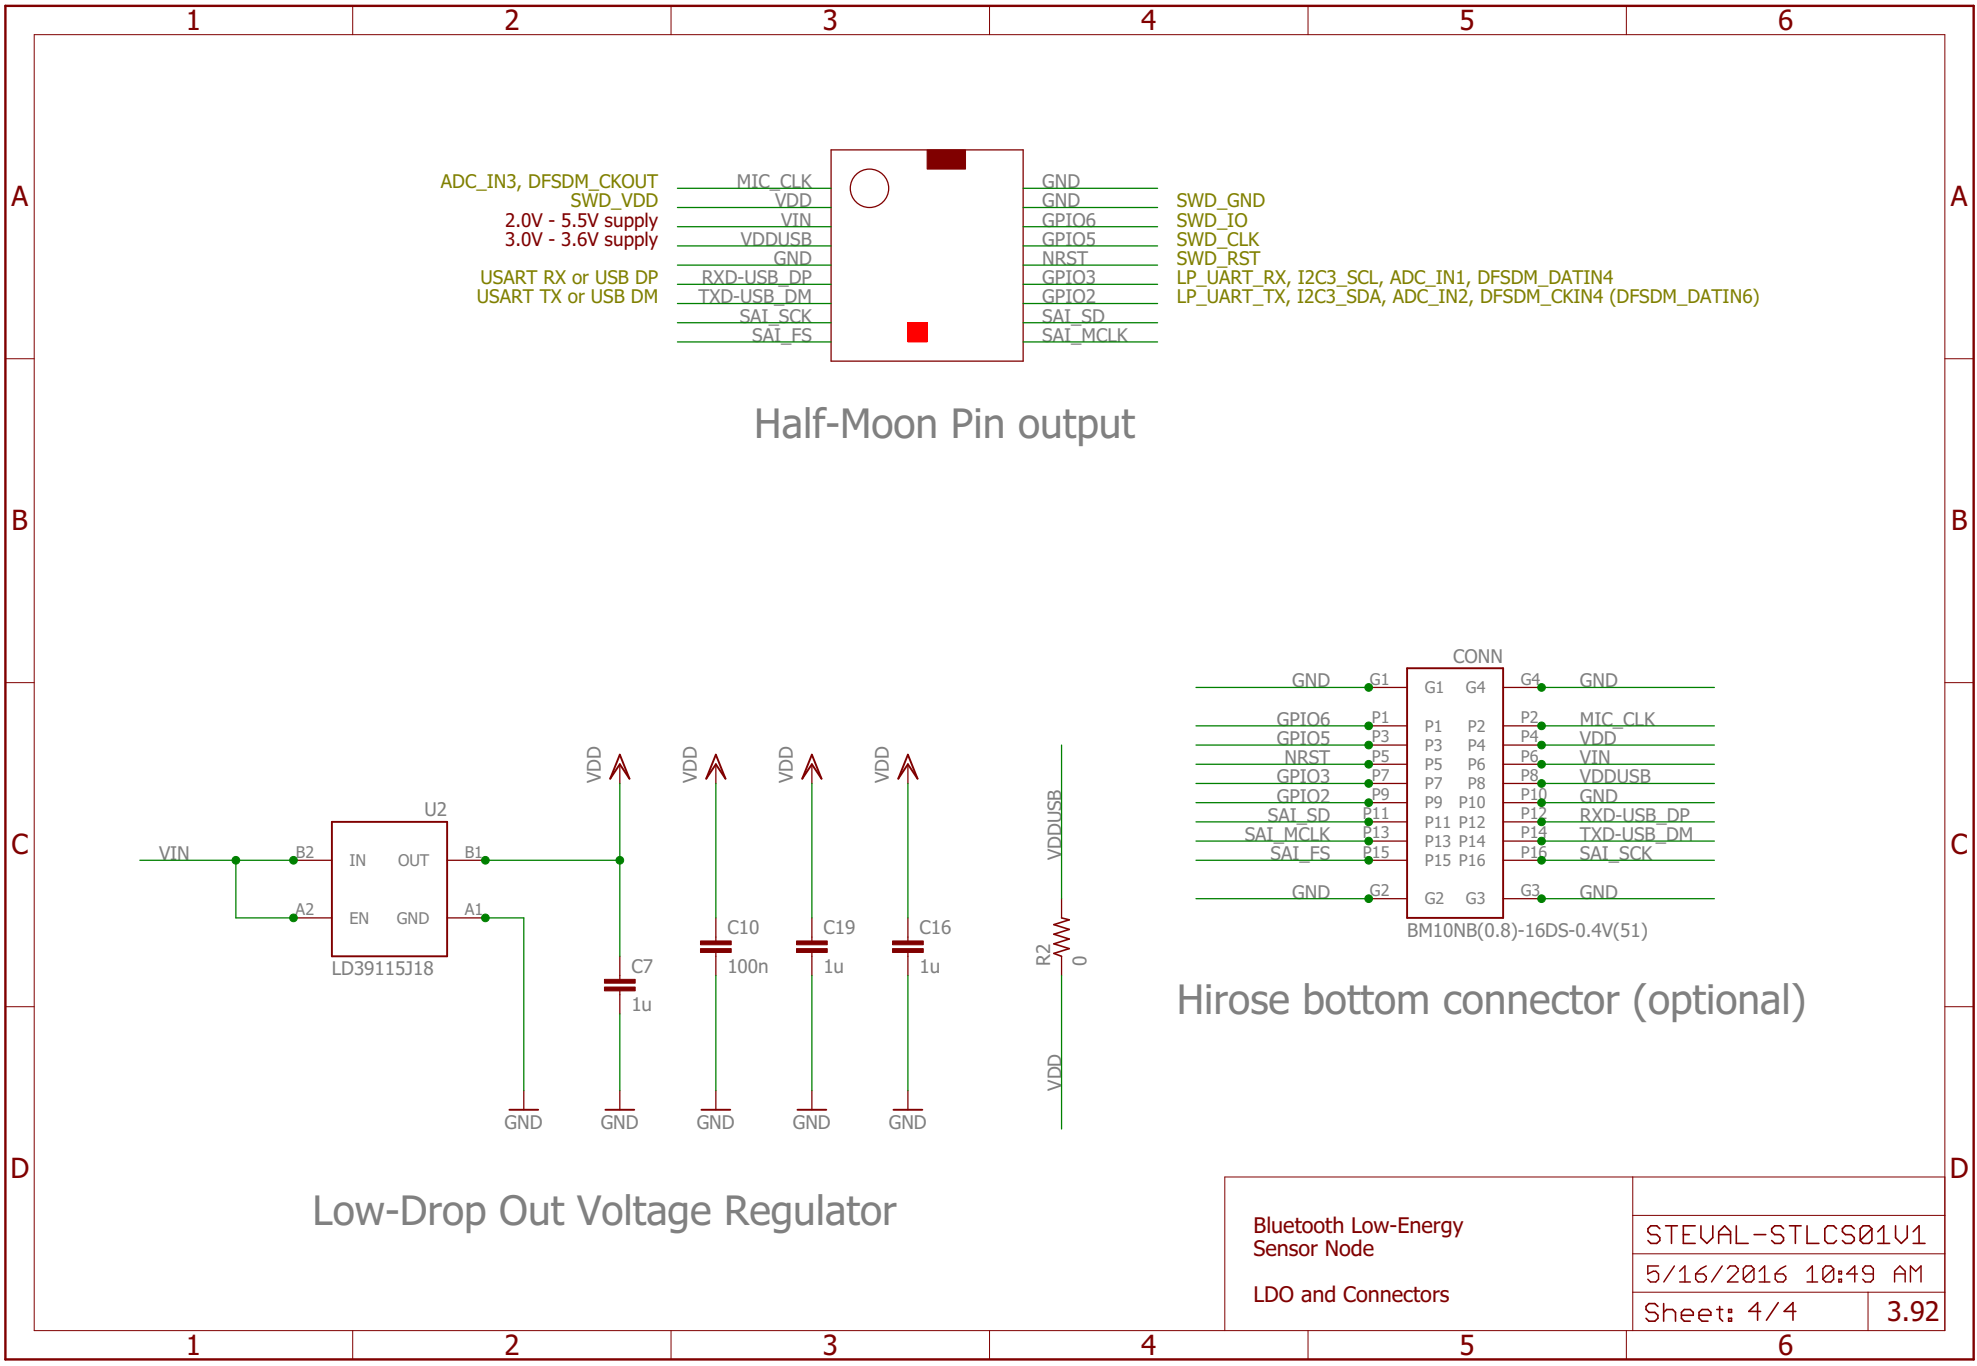 1 2 3 4 5 6
A A
ADC_IN3, DFSDM_CKOUT MIC_CLK GND
SWD_VDD VDD GND SWD_GND
2.0V - 5.5V supply VIN GPIO6 SWD_IO
3.0V - 3.6V supply VDDUSB GPIO5 SWD_CLK
GND NRST SWD_RST
USART RX or USB DP RXD-USB_DP GPIO3 LP_UART_RX, I2C3_SCL, ADC_IN1, DFSDM_DATIN4
USART TX or USB DM TXD-USB_DM GPIO2 LP_UART_TX, I2C3_SDA, ADC_IN2, DFSDM_CKIN4 (DFSDM_DATIN6)
SAI_SCK SAI_SD
SAI_FS SAI_MCLK
Half-Moon Pin output
B B
CONN
GND G1 G1 G4 G4 GND
GPIO6 P1 P1 P2 P2 MIC_CLK
GPIO5 P3 P3 P4 P4 VDD
NRST P5 P5 P6 P6 VIN
GPIO3 P7 P7 P8 P8 VDDUSB
GPIO2 P9 P9 P10 P10 GND
SAI_SD P11 P11 P12 P12 RXD-USB_DP
SAI_MCLK P13 P13 P14 P14 TXD-USB_DM
SAI_FS P15 P15 P16 P16 SAI_SCK
GND G2 G2 G3 G3 GND
BM10NB(0.8)-16DS-0.4V(51)
Hirose bottom connector (optional)
C C
VDD VDD VDD VDD
U2
VIN B2 IN OUT B1
A2 EN GND A1
LD39115J18
C7
1u
C10
100n
C19
1u
C16
1u
VDDUSB
R2
0
VDD
GND GND GND GND GND
D D
Low-Drop Out Voltage Regulator
Bluetooth Low-Energy
Sensor Node
LDO and Connectors
STEVAL-STLCS01V1
5/16/2016 10:49 AM
Sheet: 4/4 3.92
1 2 3 4 5 6